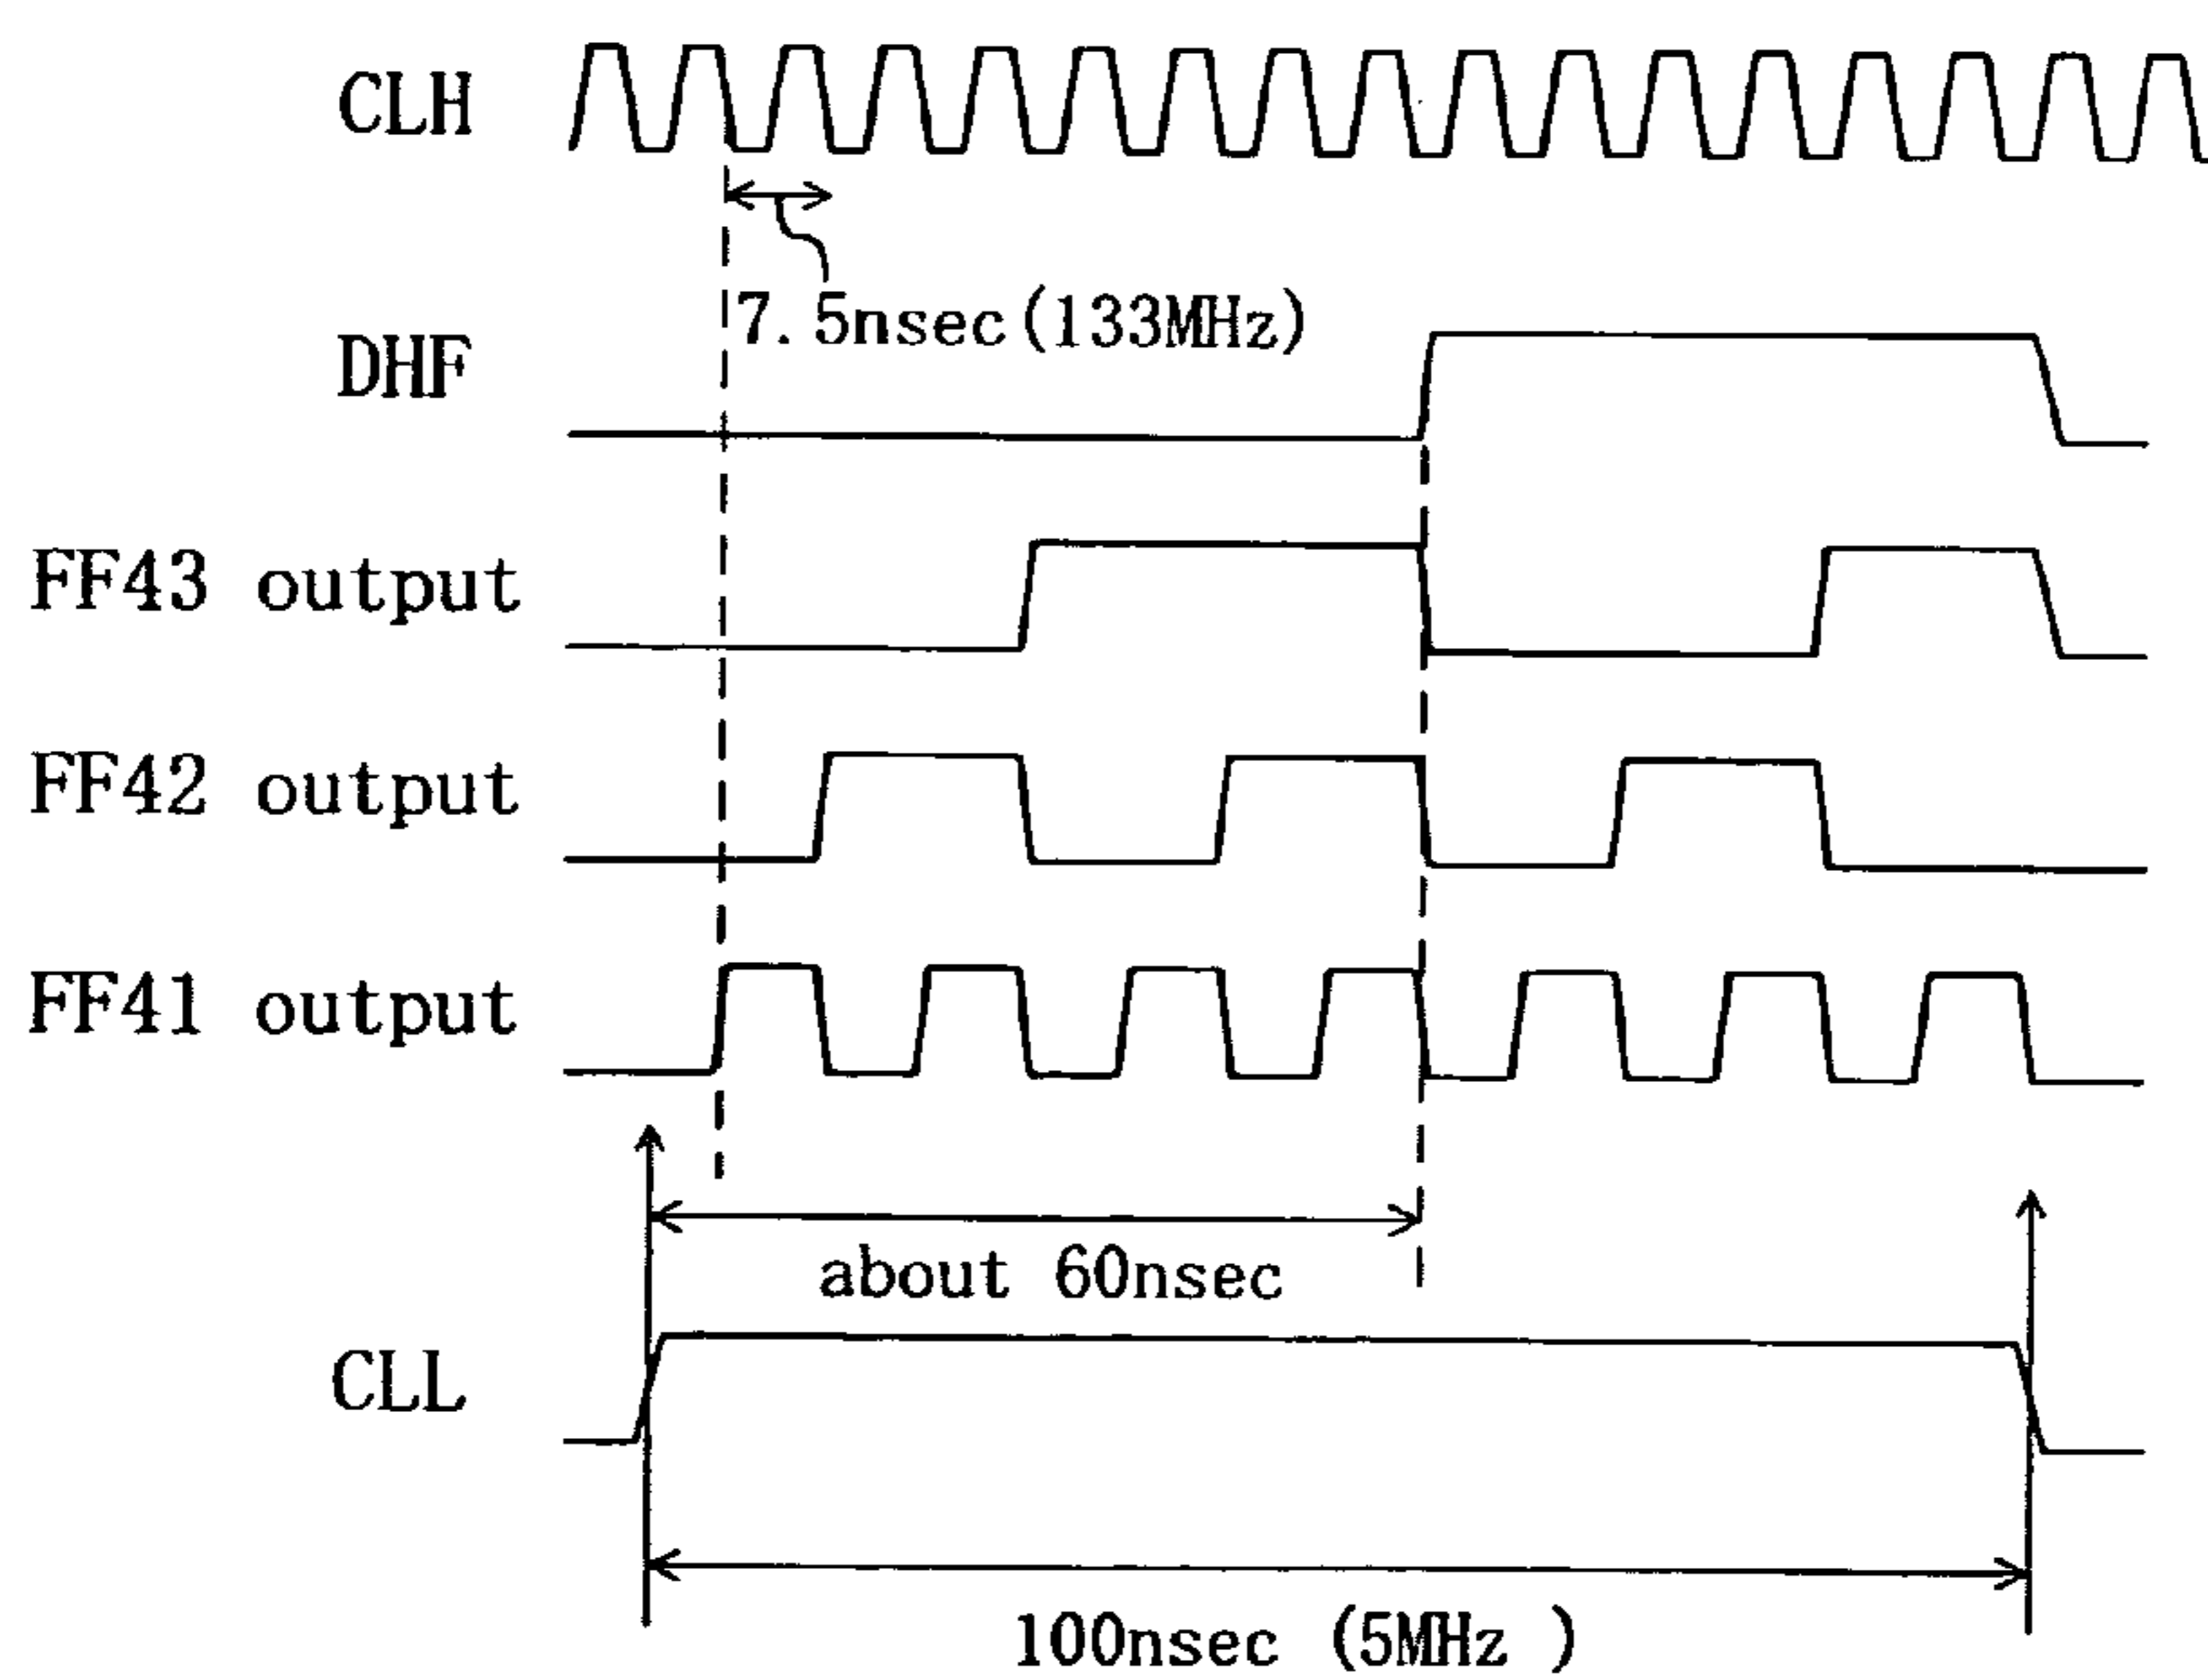 CLH
7.5nsec(133MHz)
DHF
FF43 output
FF42 output
FF41 output
about 60nsec
CLL
100nsec (5MHz )